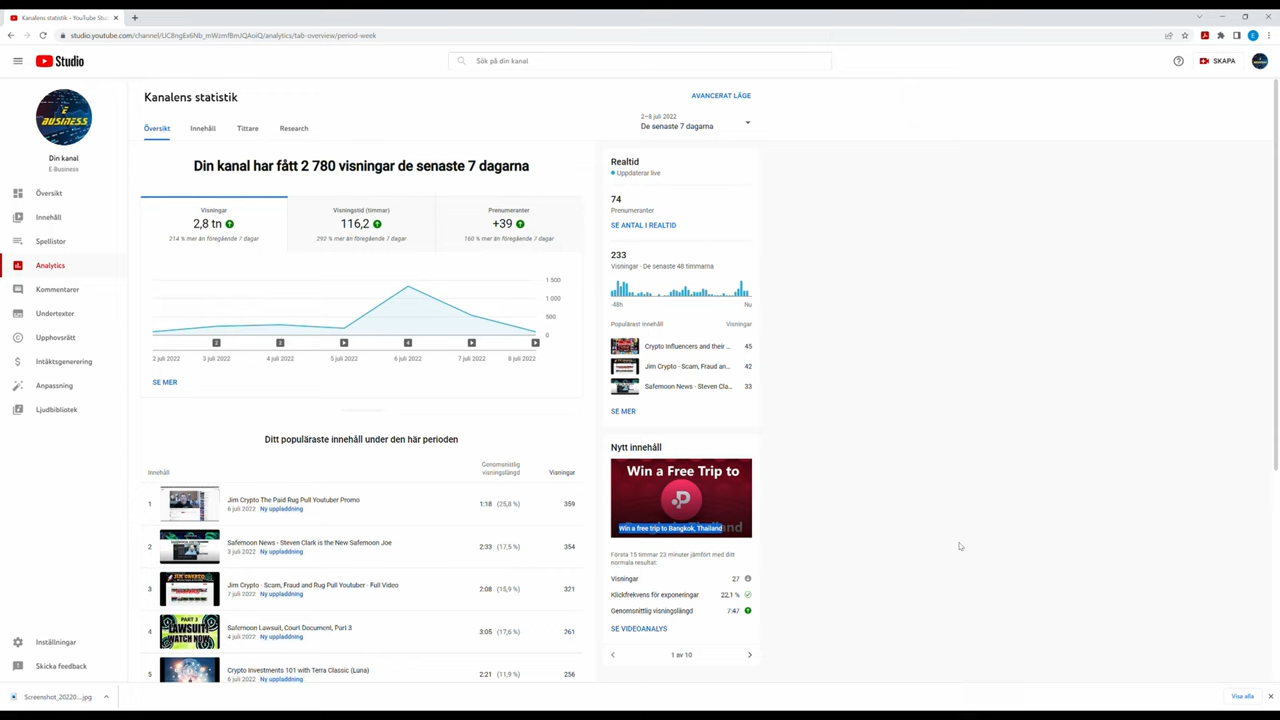 Kanalens statistik - YouTube Stu
studio.youtube.com/channel/UC8ngEx6Nb_mWzmfBmJQAoiQ/analytics/tab-overview/period-week
Studio
Sök på din kanal
SKAPA
E
BUSINESS
Din kanal
E-Business
Översikt
Innehåll
Spellistor
Analytics
Kommentarer
Undertexter
Upphovsrätt
Intäktsgenerering
Anpassning
Ljudbibliotek
Inställningar
Skicka feedback
Kanalens statistik
AVANCERAT LÄGE
Översikt Innehåll Tittare Research
2–8 juli 2022
De senaste 7 dagarna
Din kanal har fått 2 780 visningar de senaste 7 dagarna
Visningar
2,8 tn
214 % mer än föregående 7 dagar
Visningstid (timmar)
116,2
292 % mer än föregående 7 dagar
Prenumeranter
+39
160 % mer än föregående 7 dagar
1 500
1 000
500
0
2 juli 2022 3 juli 2022 4 juli 2022 5 juli 2022 6 juli 2022 7 juli 2022 8 juli 2022
SE MER
Ditt populäraste innehåll under den här perioden
Innehåll
Genomsnittlig
visningslängd
Visningar
1 Jim Crypto The Paid Rug Pull Youtuber Promo 1:18 (25,8 %) 359
6 juli 2022 Ny uppladdning
2 Safemoon News - Steven Clark is the New Safemoon Joe 2:33 (17,5 %) 354
3 juli 2022 Ny uppladdning
3 Jim Crypto - Scam, Fraud and Rug Pull Youtuber - Full Video 2:08 (15,9 %) 321
7 juli 2022 Ny uppladdning
PART 3
LAWSUIT!
WATCH NOW
4 Safemoon Lawsuit, Court Document, Part 3 3:05 (17,6 %) 261
4 juli 2022 Ny uppladdning
5 Crypto Investments 101 with Terra Classic (Luna) 2:21 (11,9 %) 256
6 juli 2022 Ny uppladdning
Realtid
Uppdaterar live
74
Prenumeranter
SE ANTAL I REALTID
233
Visningar · De senaste 48 timmarna
-48h Nu
Populärast innehåll Visningar
Crypto Influencers and their ... 45
Jim Crypto - Scam, Fraud an... 42
Safemoon News - Steven Cla... 33
SE MER
Nytt innehåll
Win a Free Trip to
Win a free trip to Bangkok, Thailand
Första 15 timmar 23 minuter jämfört med ditt
normala resultat:
Visningar 27
Klickfrekvens för exponeringar 22,1 %
Genomsnittlig visningslängd 7:47
SE VIDEOANALYS
1 av 10
Screenshot_20220....jpg
Visa alla